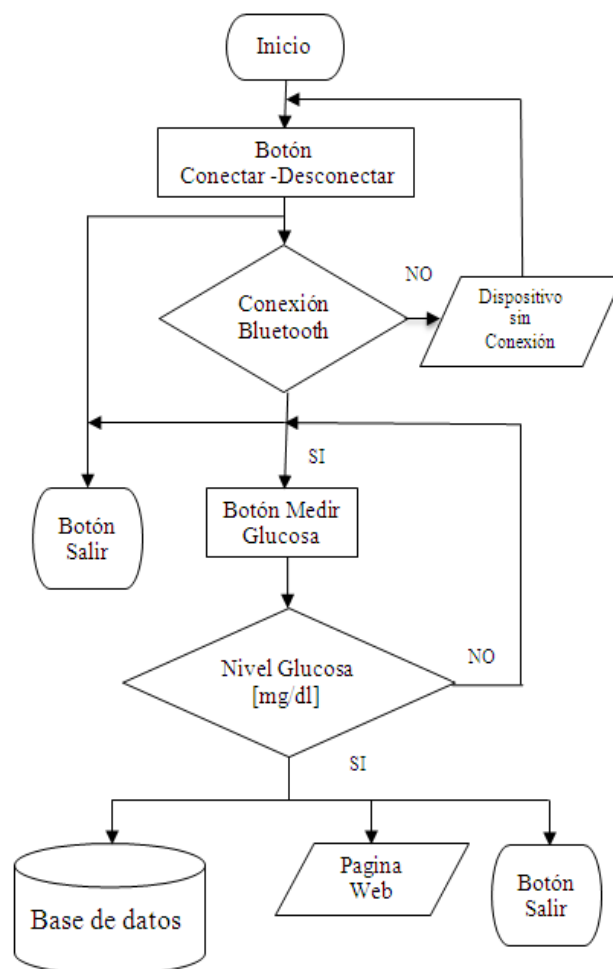 Inicio
Botón
Conectar -Desconectar
NO
Conexión
Bluetooth
Dispositivo
sin
Conexión
SI
Botón
Salir
Botón Medir
Glucosa
Nivel Glucosa
[mg/dl]
NO
SI
Base de datos
Pagina
Web
Botón
Salir